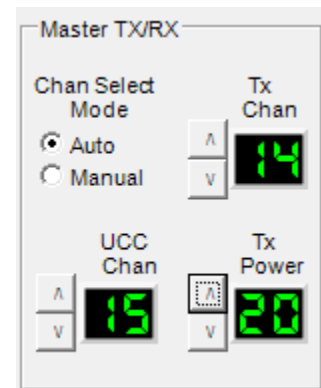 Master TX/RX
Chan Select
Mode
Auto
Manual
Tx
Chan
14
UCC
Chan
15
Tx
Power
20